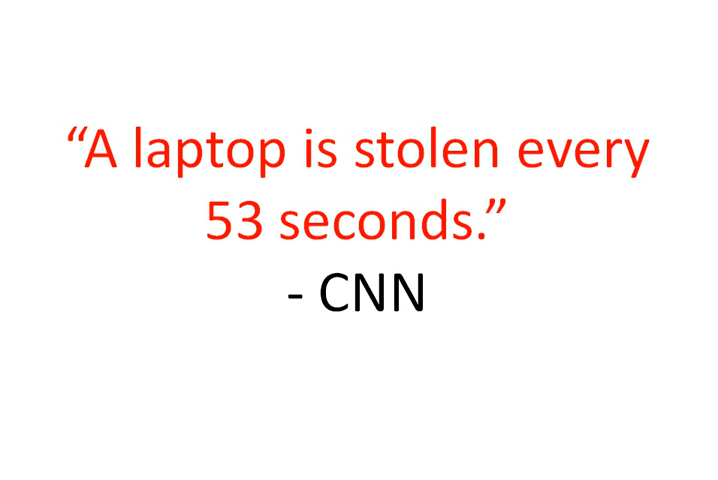 “A laptop is stolen every
53 seconds.”
- CNN